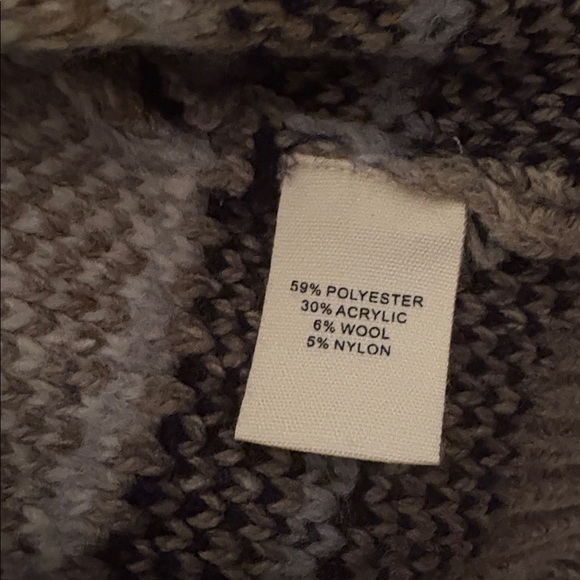 59% POLYESTER
30% ACRYLIC
6% WOOL
5% NYLON